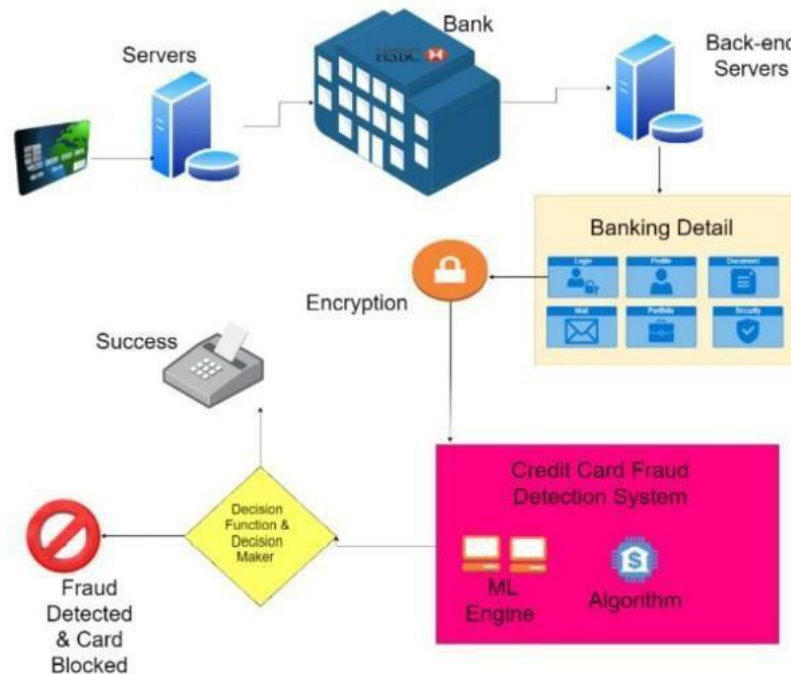 Servers
Bank
HSBC
Back-end
Servers
Banking Detail
Login
Profile
Document
Mail
Portfolio
Security
Encryption
Success
Credit Card Fraud
Detection System
Decision
Function &
Decision
Maker
ML
Engine
Algorithm
$
Fraud
Detected
& Card
Blocked